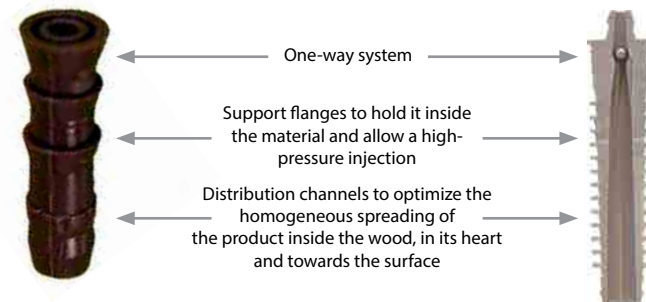 One-way system
Support flanges to hold it inside
the material and allow a high-
pressure injection
Distribution channels to optimize the
homogeneous spreading of
the product inside the wood, in its heart
and towards the surface